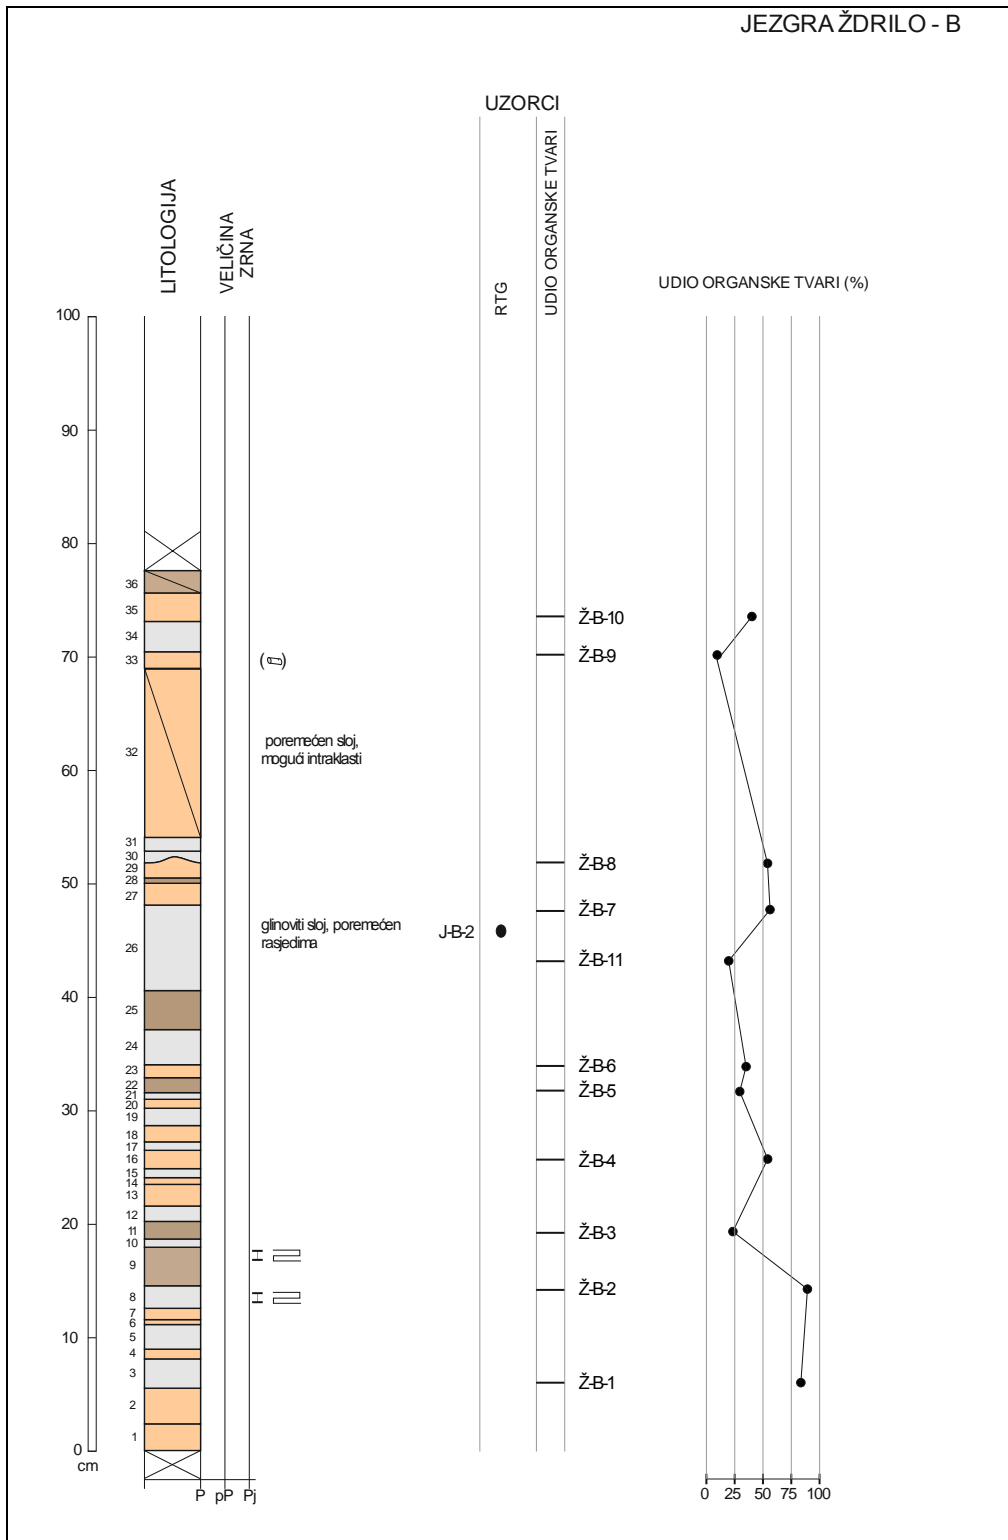 JEZGRA ŽDRILO - B
UZORCI
LITOLOGIJA
VELIČINA
ZRNA
RTG
UDIO ORGANSKE TVARI
UDIO ORGANSKE TVARI (%)
100
90
80
36
35
Ž-B-10
34
70
33
( )
Ž-B-9
poremećen sloj,
mogući intraklasti
32
60
31
30
29
Ž-B-8
28
50
27
Ž-B-7
glinoviti sloj, poremećen
rasjedima
J-B-2
26
Ž-B-11
40
25
24
23
Ž-B-6
22
21
Ž-B-5
20
30
19
18
17
16
Ž-B-4
15
14
13
12
20
11
Ž-B-3
10
9
8
Ž-B-2
7
6
5
10
4
3
Ž-B-1
2
1
0
cm
P pP Pj
0 25 50 75 100